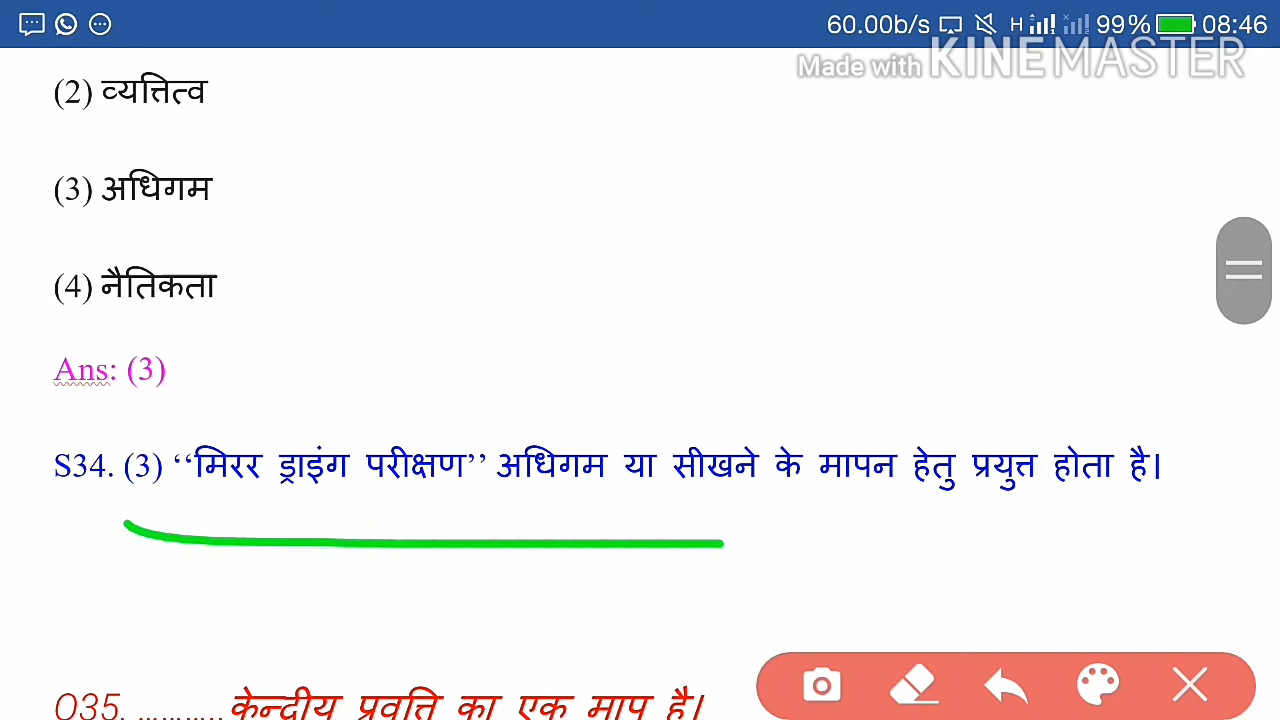 60.00b/s H 99% 08:46
Made with KINEMASTER
(2) व्यत्तित्व
(3) अधिगम
(4) नैतिकता
Ans: (3)
S34. (3) ‘‘मिरर ड्राइंग परीक्षण’’ अधिगम या सीखने के मापन हेतु प्रयुत्त होता है।
Q35. ……….. केन्द्रीय प्रवृत्ति का एक माप है।